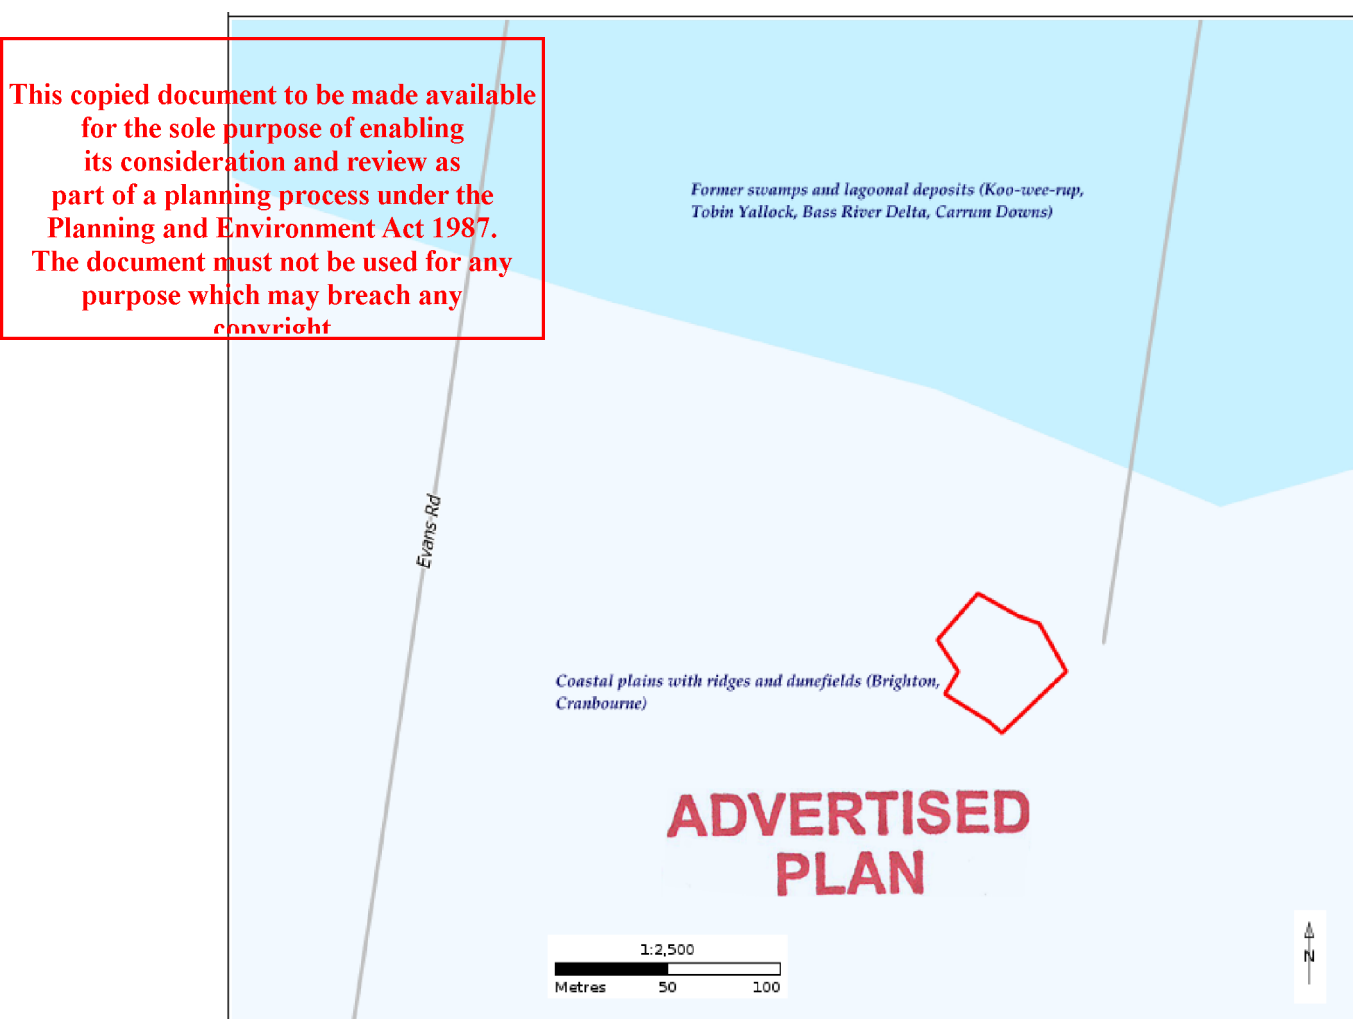 This copied document to be made available
for the sole purpose of enabling
its consideration and review as
part of a planning process under the
Planning and Environment Act 1987.
The document must not be used for any
purpose which may breach any
copyright
Former swamps and lagoonal deposits (Koo-wee-rup,
Tobin Yallock, Bass River Delta, Carrum Downs)
Evans Rd
Coastal plains with ridges and dunefields (Brighton,
Cranbourne)
ADVERTISED
PLAN
1:2,500
Metres 50 100
N